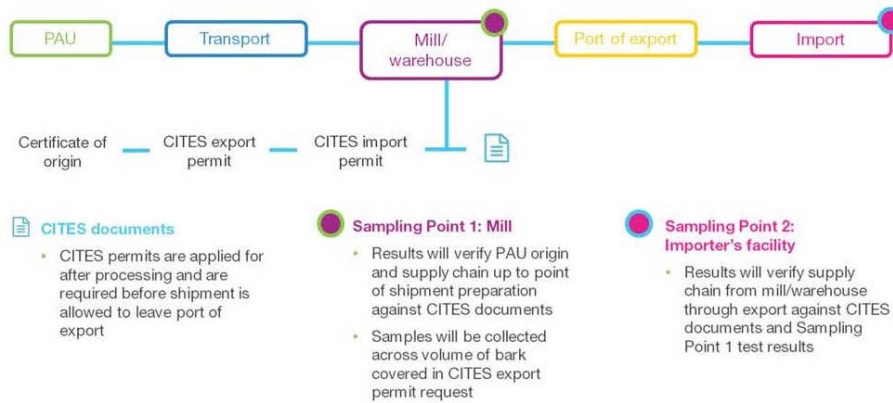 PAU
Transport
Mill/
warehouse
Port of export
Import
Certificate of
origin
CITES export
permit
CITES import
permit
CITES documents
• CITES permits are applied for
after processing and are
required before shipment is
allowed to leave port of
export
Sampling Point 1: Mill
• Results will verify PAU origin
and supply chain up to point
of shipment preparation
against CITES documents
• Samples will be collected
across volume of bark
covered in CITES export
permit request
Sampling Point 2:
Importer's facility
• Results will verify supply
chain from mill/warehouse
through export against CITES
documents and Sampling
Point 1 test results